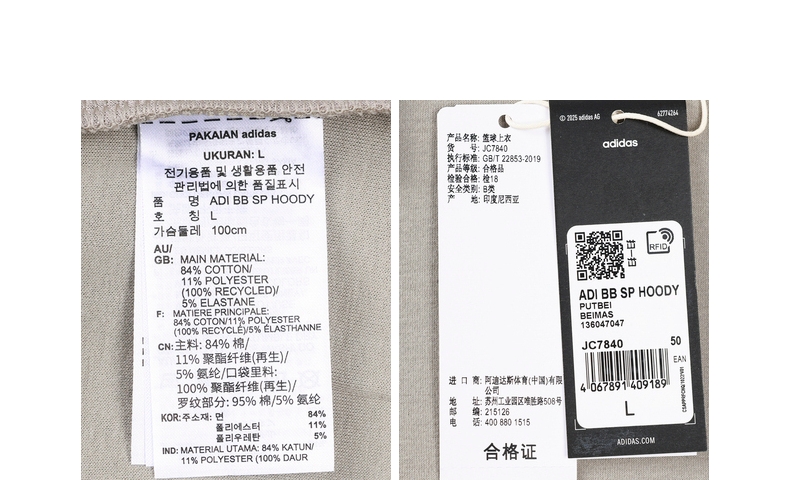 PAKAIAN adidas
UKURAN: L
전기용품 및 생활용품 안전
관리법에 의한 품질표시
품 명 ADI BB SP HOODY
호 칭 L
가슴둘레 100cm
AU/
GB: MAIN MATERIAL:
84% COTTON/
11% POLYESTER
(100% RECYCLED)/
5% ELASTANE
F: MATIERE PRINCIPALE:
84% COTON/11% POLYESTER
(100% RECYCLÉ)/5% ÉLASTHANNE
CN: 主料: 84% 棉/
11% 聚酯纤维(再生)/
5% 氨纶/口袋里料:
100% 聚酯纤维(再生)/
罗纹部分: 95% 棉/5% 氨纶
KOR: 주소재: 면 84%
폴리에스터 11%
폴리우레탄 5%
IND: MATERIAL UTAMA: 84% KATUN/
11% POLYESTER (100% DAUR
产品名称: 篮球上衣
货 号: JC7840
执行标准: GB/T 22853-2019
产品等级: 合格品
检验合格: 检18
安全类别: B类
产 地: 印度尼西亚
进 口 商: 阿迪达斯体育(中国)有限
公司
地 址: 苏州工业园区唯胜路508号
邮 编: 215126
电 话: 400 880 1515
合格证
© 2025 adidas AG
62774264
adidas
RFID
ADI BB SP HOODY
PUTBEI
BEIMAS
136047047
JC7840 50
EAN
4 067891 409189
L
ADIDAS.COM